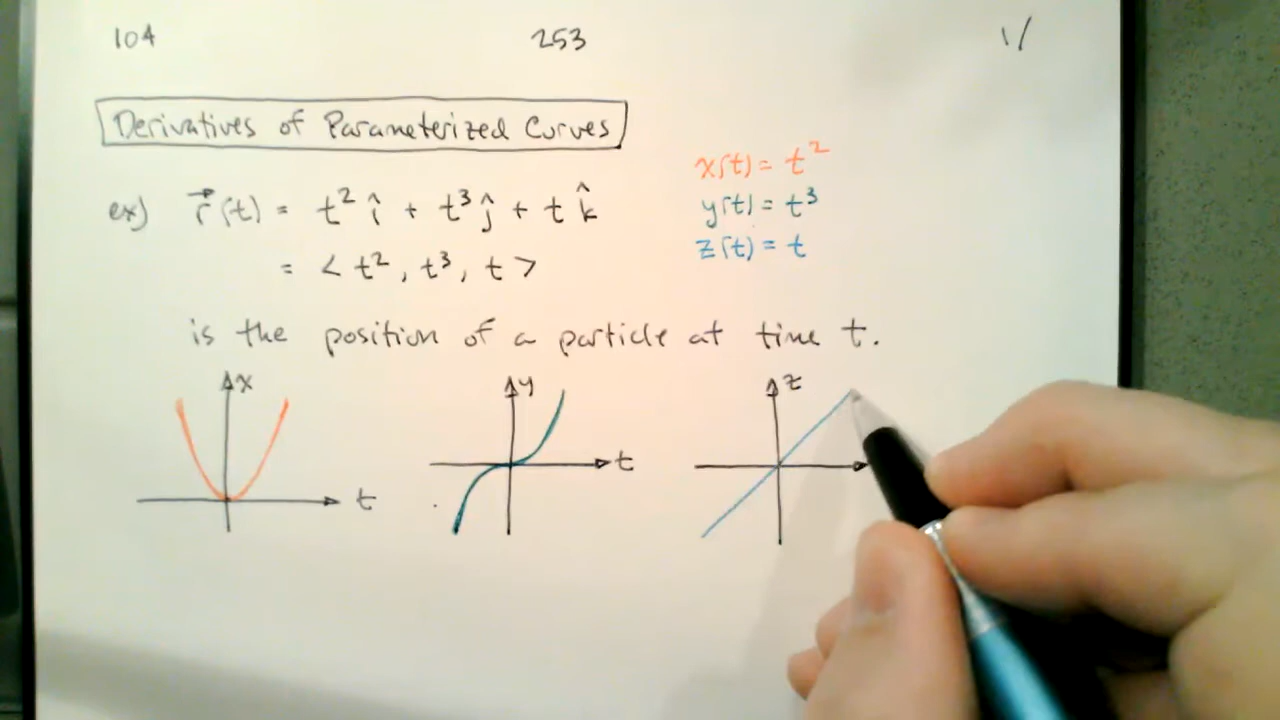 104 253 1/
Derivatives of Parameterized Curves
ex) r⃗(t) = t² î + t³ ĵ + t k̂
= < t², t³, t >
x(t) = t²
y(t) = t³
z(t) = t
is the position of a particle at time t.
x t
y t
z